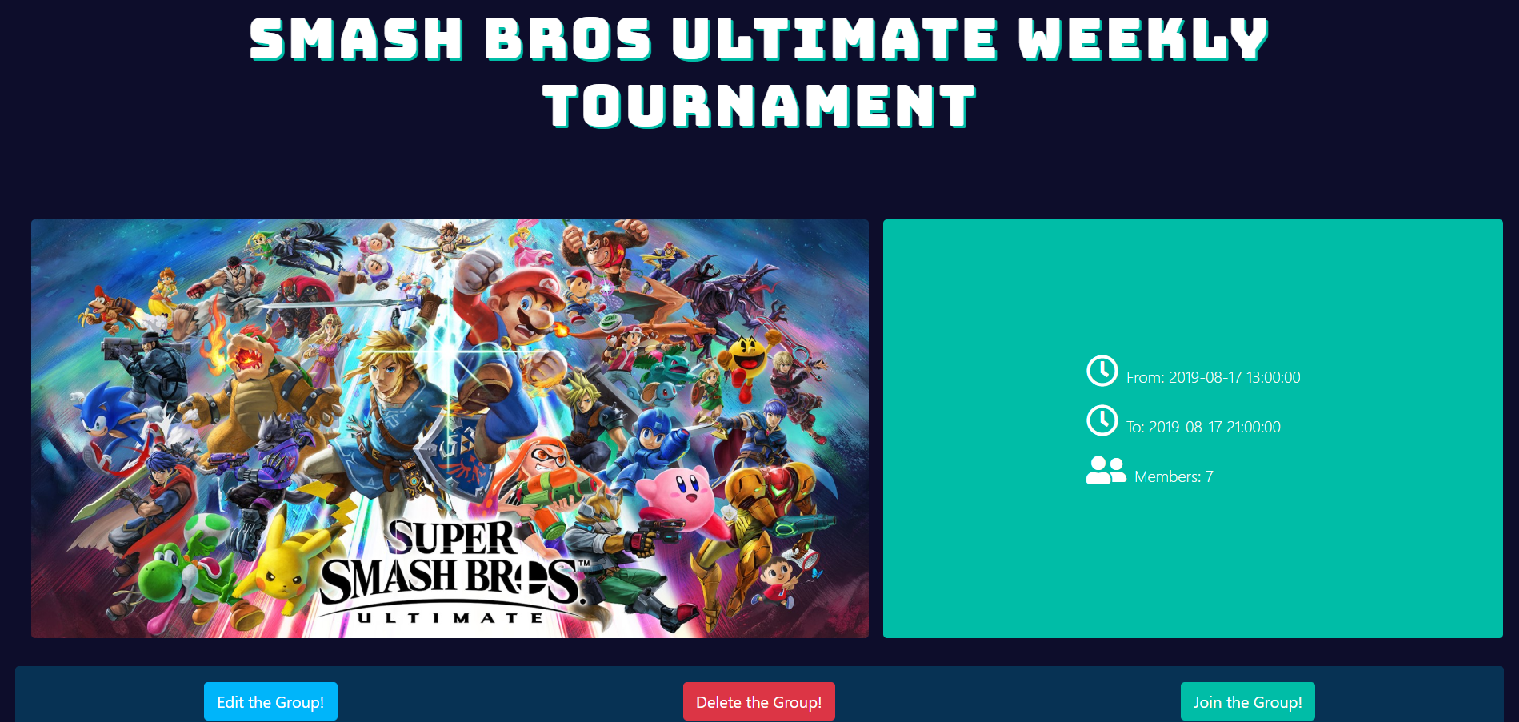 SMASH BROS ULTIMATE WEEKLY
TOURNAMENT
SUPER
SMASH BROS.™
ULTIMATE
From: 2019-08-17 13:00:00
To: 2019-08-17 21:00:00
Members: 7
Edit the Group!
Delete the Group!
Join the Group!